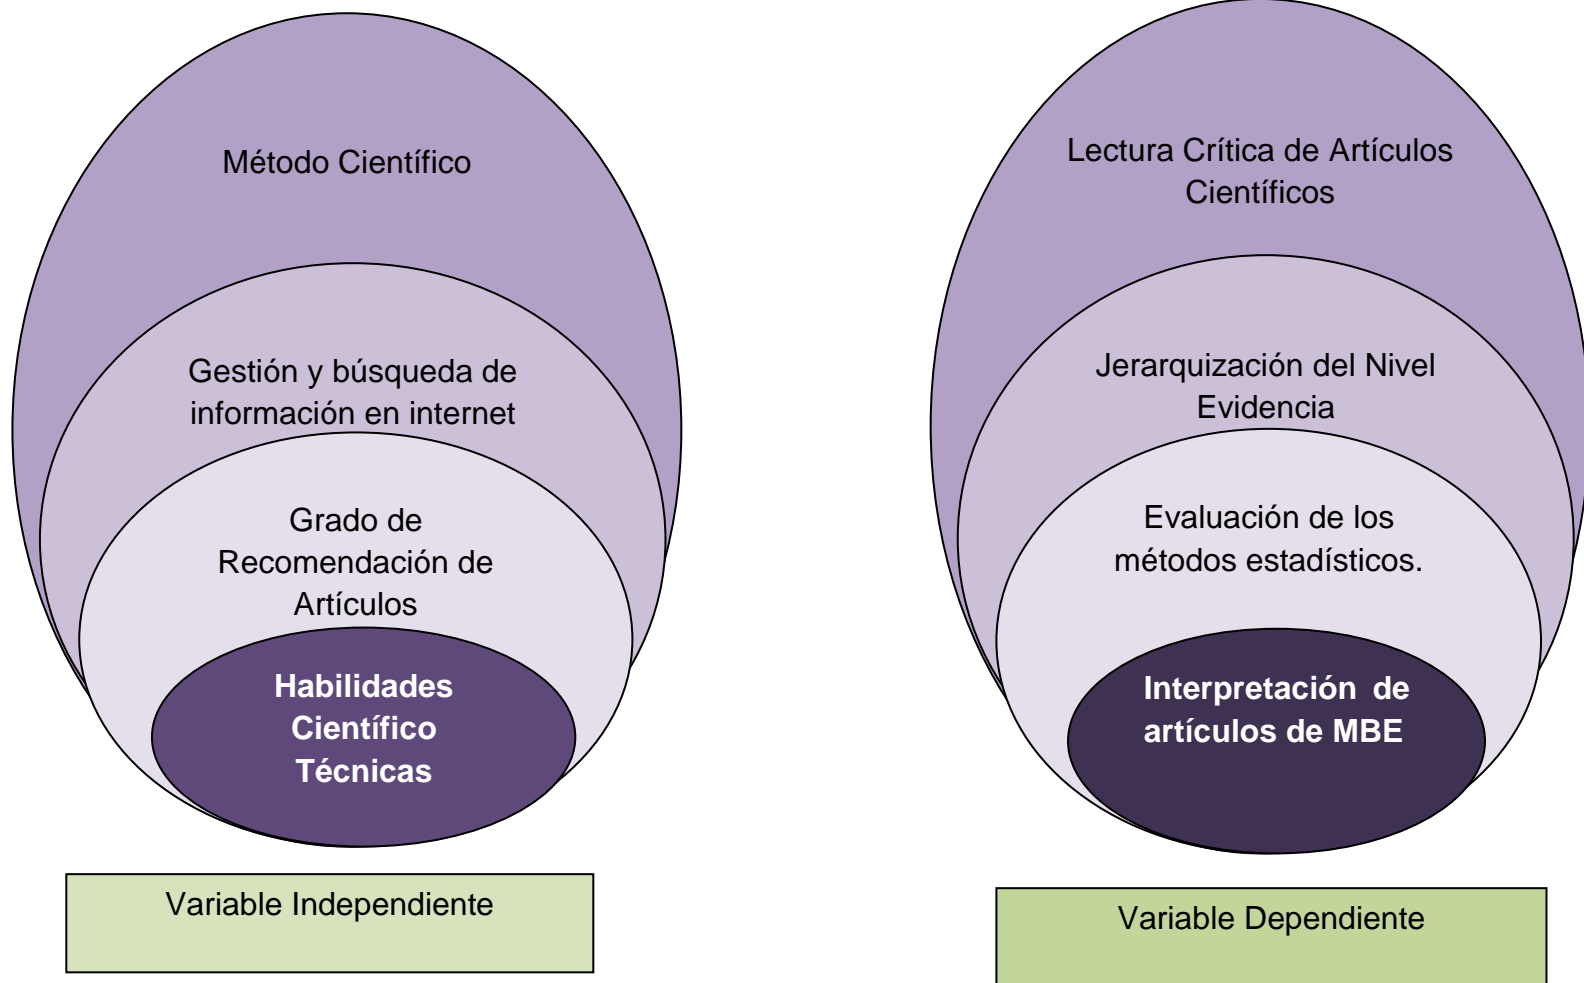 Método Científico
Gestión y búsqueda de
información en internet
Grado de
Recomendación de
Artículos
Habilidades
Científico
Técnicas
Variable Independiente
Lectura Crítica de Artículos
Científicos
Jerarquización del Nivel
Evidencia
Evaluación de los
métodos estadísticos.
Interpretación de
artículos de MBE
Variable Dependiente